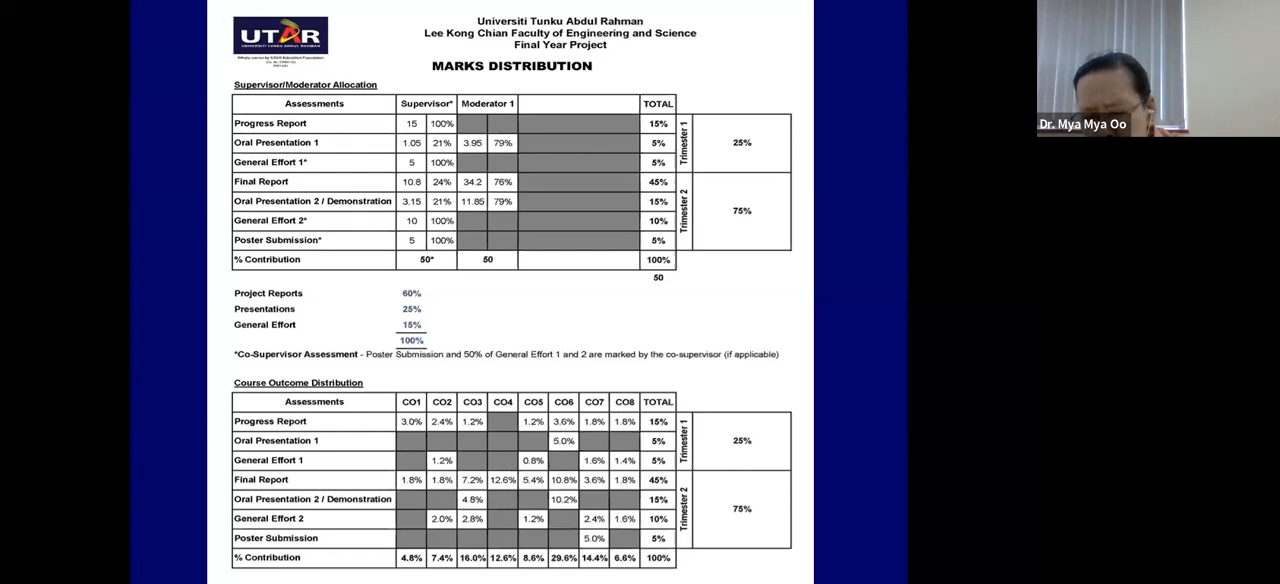 UTAR
UNIVERSITI TUNKU ABDUL RAHMAN
Wholly owned by UTAR Education Foundation
Universiti Tunku Abdul Rahman
Lee Kong Chian Faculty of Engineering and Science
Final Year Project
MARKS DISTRIBUTION
Dr. Mya Mya Oo
Supervisor/Moderator Allocation
Assessments Supervisor* Moderator 1 TOTAL
Progress Report 15 100% 15%
Oral Presentation 1 1.05 21% 3.95 79% 5% Trimester 1 25%
General Effort 1* 5 100% 5%
Final Report 10.8 24% 34.2 76% 45%
Oral Presentation 2 / Demonstration 3.15 21% 11.85 79% 15% Trimester 2 75%
General Effort 2* 10 100% 10%
Poster Submission* 5 100% 5%
% Contribution 50* 50 100%
50
Project Reports 60%
Presentations 25%
General Effort 15%
100%
*Co-Supervisor Assessment - Poster Submission and 50% of General Effort 1 and 2 are marked by the co-supervisor (if applicable)
Course Outcome Distribution
Assessments CO1 CO2 CO3 CO4 CO5 CO6 CO7 CO8 TOTAL
Progress Report 3.0% 2.4% 1.2% 1.2% 3.6% 1.8% 1.8% 15%
Oral Presentation 1 5.0% 5% Trimester 1 25%
General Effort 1 1.2% 0.8% 1.6% 1.4% 5%
Final Report 1.8% 1.8% 7.2% 12.6% 5.4% 10.8% 3.6% 1.8% 45%
Oral Presentation 2 / Demonstration 4.8% 10.2% 15% Trimester 2 75%
General Effort 2 2.0% 2.8% 1.2% 2.4% 1.6% 10%
Poster Submission 5.0% 5%
% Contribution 4.8% 7.4% 16.0% 12.6% 8.6% 29.6% 14.4% 6.6% 100%